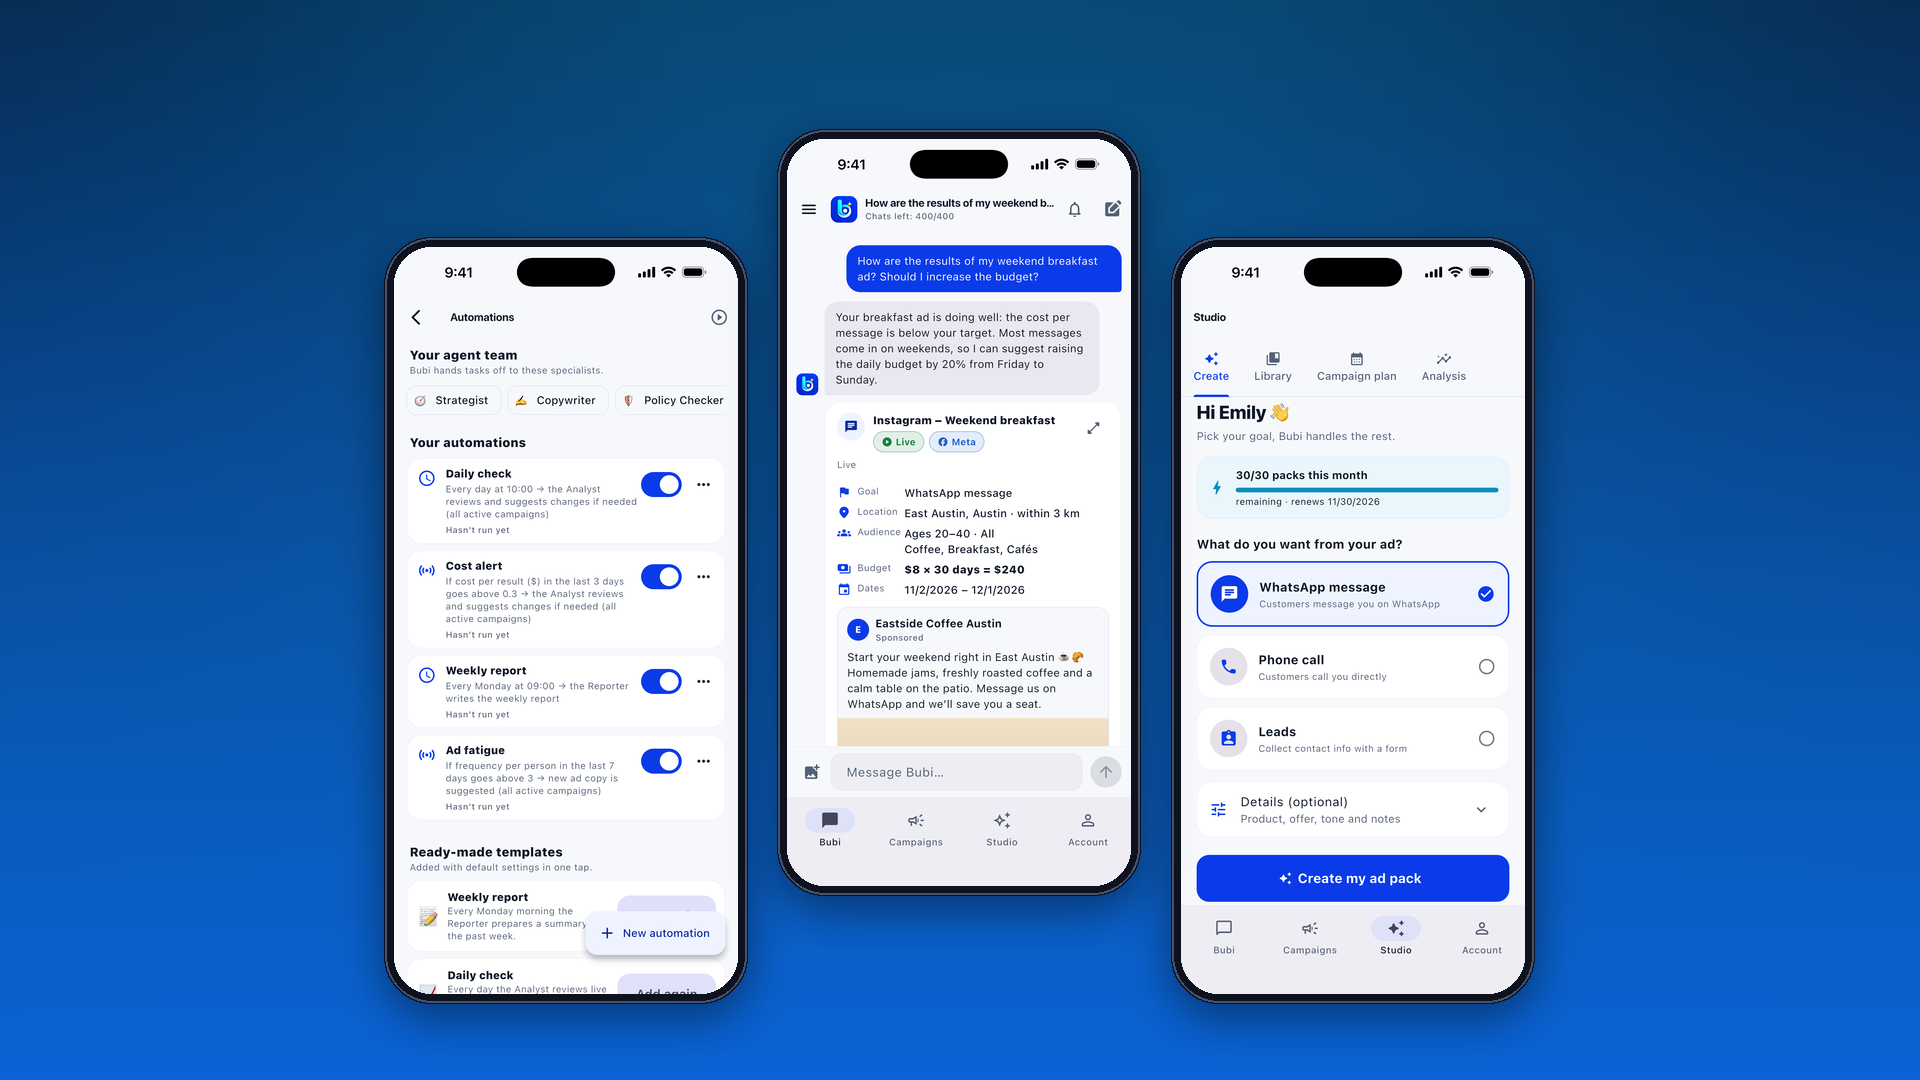 9:41
Automations
Your agent team
Bubi hands tasks off to these specialists.
Strategist
Copywriter
Policy Checker
Your automations
Daily check
Every day at 10:00 → the Analyst
reviews and suggests changes if needed
(all active campaigns)
Hasn't run yet
Cost alert
If cost per result ($) in the last 3 days
goes above 0.3 → the Analyst reviews
and suggests changes if needed (all
active campaigns)
Hasn't run yet
Weekly report
Every Monday at 09:00 → the Reporter
writes the weekly report
Hasn't run yet
Ad fatigue
If frequency per person in the last 7
days goes above 3 → new ad copy is
suggested (all active campaigns)
Hasn't run yet
Ready-made templates
Added with default settings in one tap.
Weekly report
Every Monday morning the
Reporter prepares a summary
the past week.
New automation
Daily check
Every day the Analyst reviews live
Add again
9:41
How are the results of my weekend b...
Chats left: 400/400
How are the results of my weekend breakfast
ad? Should I increase the budget?
Your breakfast ad is doing well: the cost per
message is below your target. Most messages
come in on weekends, so I can suggest raising
the daily budget by 20% from Friday to
Sunday.
Instagram – Weekend breakfast
Live
Meta
Live
Goal WhatsApp message
Location East Austin, Austin · within 3 km
Audience Ages 20–40 · All
Coffee, Breakfast, Cafés
Budget $8 × 30 days = $240
Dates 11/2/2026 – 12/1/2026
E
Eastside Coffee Austin
Sponsored
Start your weekend right in East Austin ☕🥐
Homemade jams, freshly roasted coffee and a
calm table on the patio. Message us on
WhatsApp and we'll save you a seat.
Message Bubi...
Bubi
Campaigns
Studio
Account
9:41
Studio
Create
Library
Campaign plan
Analysis
Hi Emily 👋
Pick your goal, Bubi handles the rest.
30/30 packs this month
remaining · renews 11/30/2026
What do you want from your ad?
WhatsApp message
Customers message you on WhatsApp
Phone call
Customers call you directly
Leads
Collect contact info with a form
Details (optional)
Product, offer, tone and notes
Create my ad pack
Bubi
Campaigns
Studio
Account